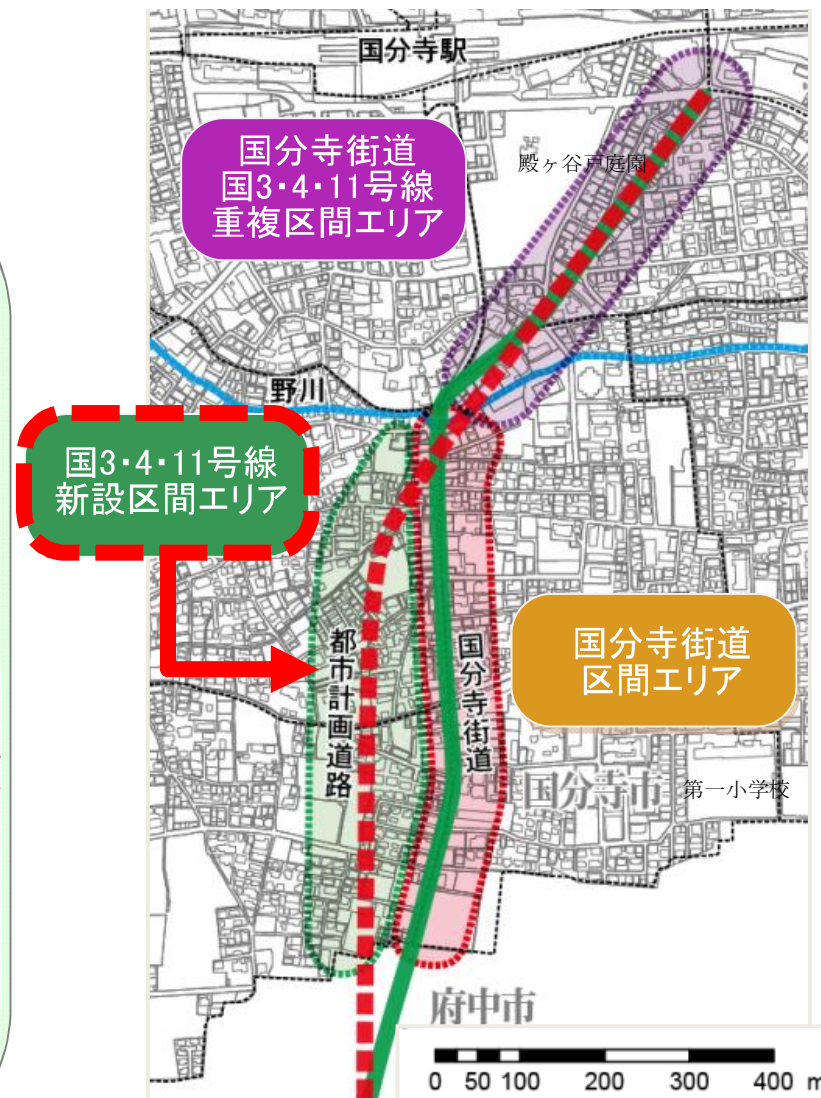 国分寺駅
国分寺街道
国3・4・11号線
重複区間エリア
殿ヶ谷戸庭園
野川
国3・4・11号線
新設区間エリア
都市計画道路
国分寺街道
国分寺街道
区間エリア
国分寺市
第一小学校
府中市
0 50 100 200 300 400 m